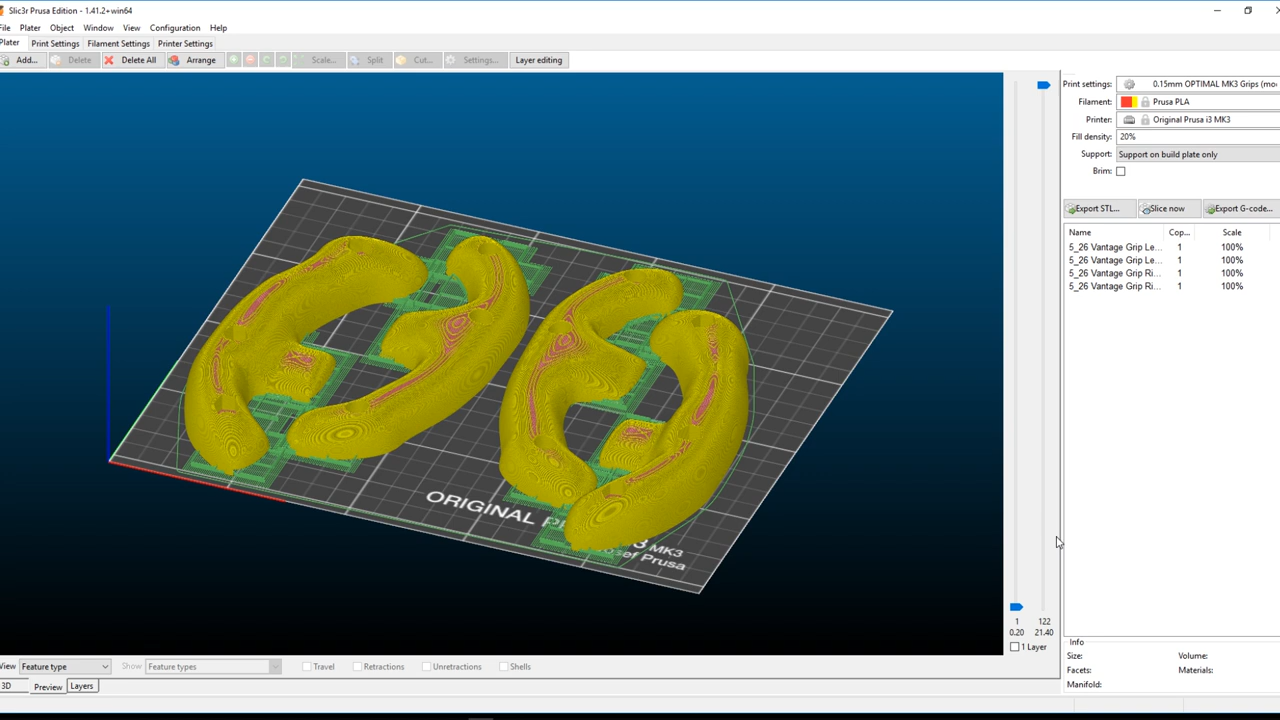 Slic3r Prusa Edition - 1.41.2+win64
File Plater Object Window View Configuration Help
Plater Print Settings Filament Settings Printer Settings
Add... Delete Delete All Arrange Scale... Split Cut... Settings... Layer editing
Print settings: 0.15mm OPTIMAL MK3 Grips (mo
Filament: Prusa PLA
Printer: Original Prusa i3 MK3
Fill density: 20%
Support: Support on build plate only
Brim:
Export STL... Slice now Export G-code...
Name Cop... Scale
5_26 Vantage Grip Le... 1 100%
5_26 Vantage Grip Le... 1 100%
5_26 Vantage Grip Ri... 1 100%
5_26 Vantage Grip Ri... 1 100%
ORIGINAL
3 MK3
osef Prusa
1 122
0.20 21.40
1 Layer
Info
Size: Volume:
Facets: Materials:
Manifold:
View Feature type Show Feature types Travel Retractions Unretractions Shells
3D Preview Layers